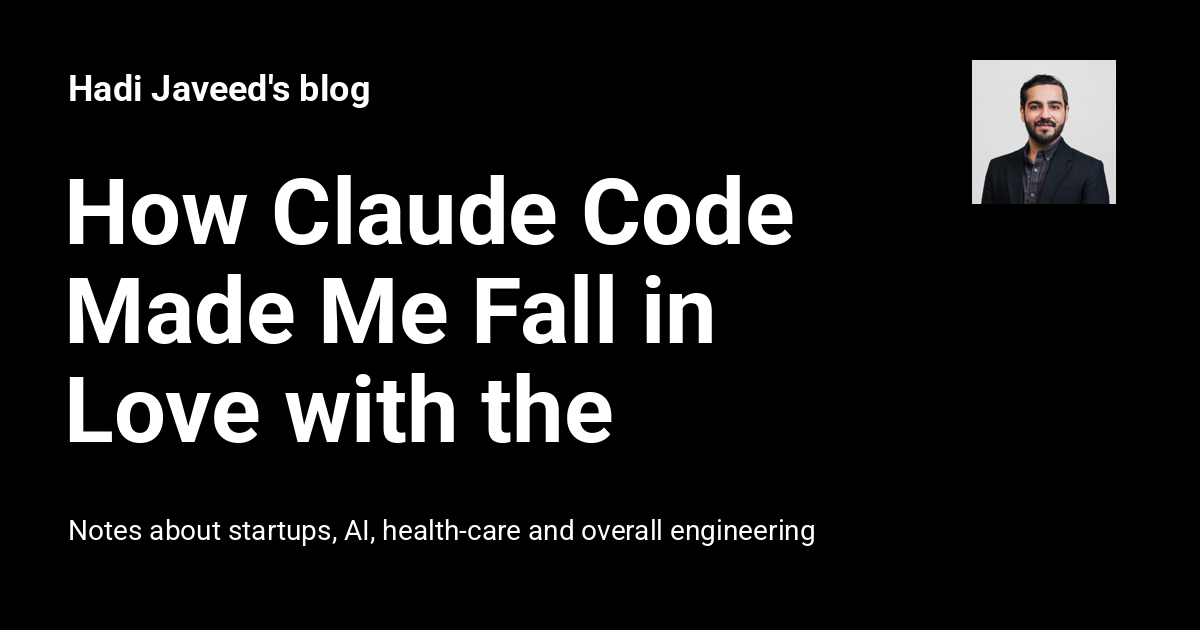 Hadi Javeed's blog
How Claude Code
Made Me Fall in
Love with the
Notes about startups, AI, health-care and overall engineering